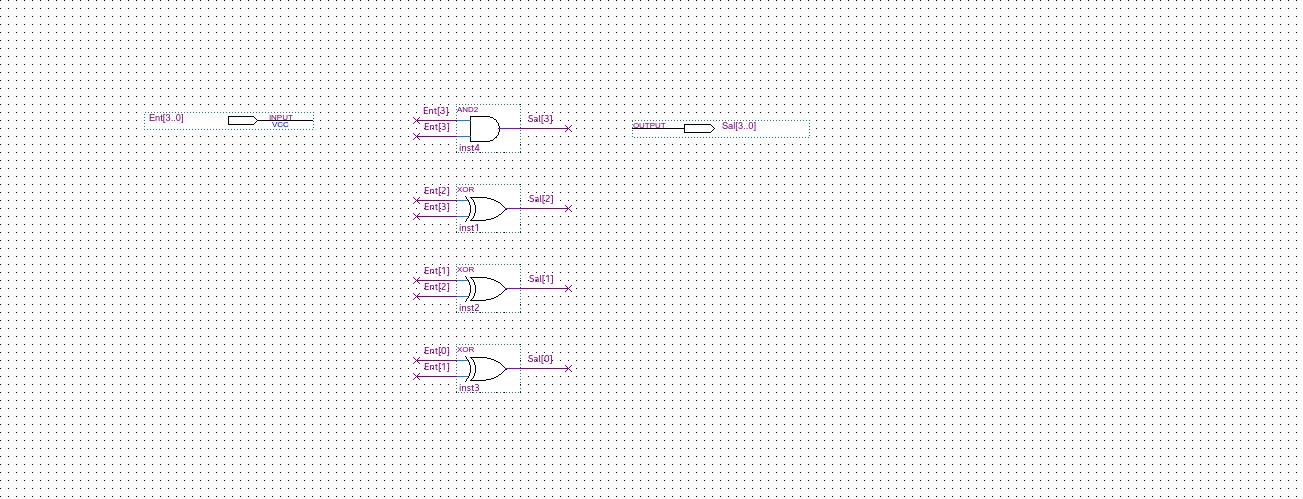 Ent[3..0]
INPUT
VCC
Ent[3]
AND2
Ent[3]
Sal[3]
inst4
OUTPUT
Sal[3..0]
Ent[2]
XOR
Ent[3]
Sal[2]
inst1
Ent[1]
XOR
Ent[2]
Sal[1]
inst2
Ent[0]
XOR
Ent[1]
Sal[0]
inst3